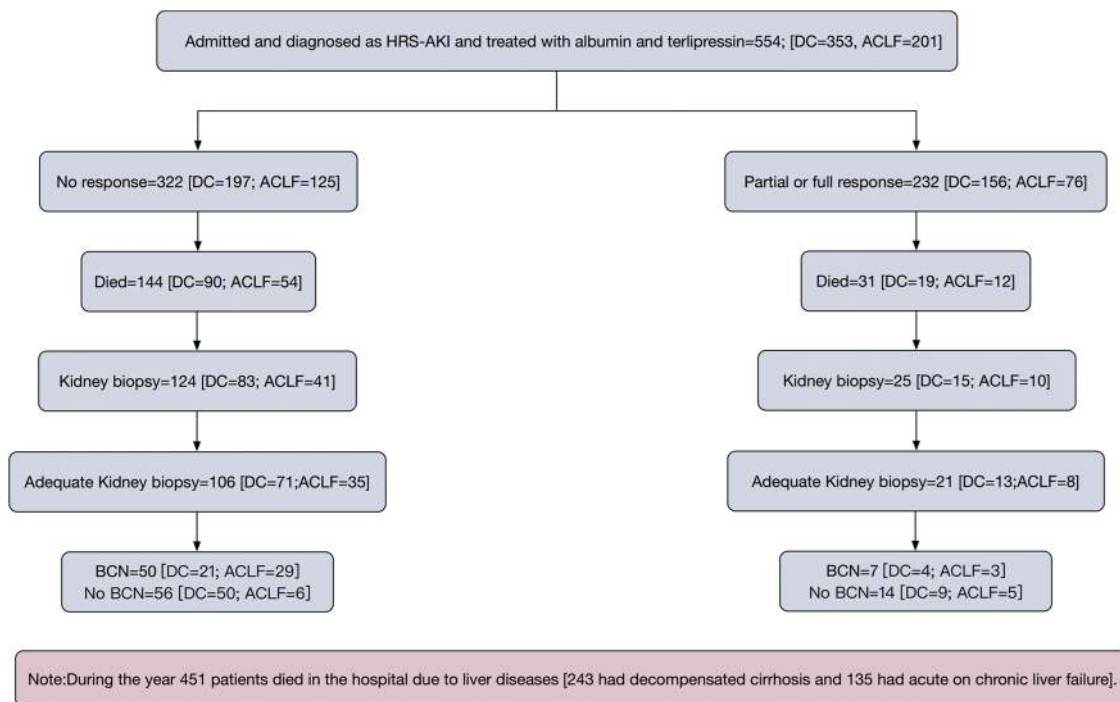 Admitted and diagnosed as HRS-AKI and treated with albumin and terlipressin=554; [DC=353, ACLF=201]
No response=322 [DC=197; ACLF=125]
Partial or full response=232 [DC=156; ACLF=76]
Died=144 [DC=90; ACLF=54]
Died=31 [DC=19; ACLF=12]
Kidney biopsy=124 [DC=83; ACLF=41]
Kidney biopsy=25 [DC=15; ACLF=10]
Adequate Kidney biopsy=106 [DC=71;ACLF=35]
Adequate Kidney biopsy=21 [DC=13;ACLF=8]
BCN=50 [DC=21; ACLF=29]
No BCN=56 [DC=50; ACLF=6]
BCN=7 [DC=4; ACLF=3]
No BCN=14 [DC=9; ACLF=5]
Note:During the year 451 patients died in the hospital due to liver diseases [243 had decompensated cirrhosis and 135 had acute on chronic liver failure].